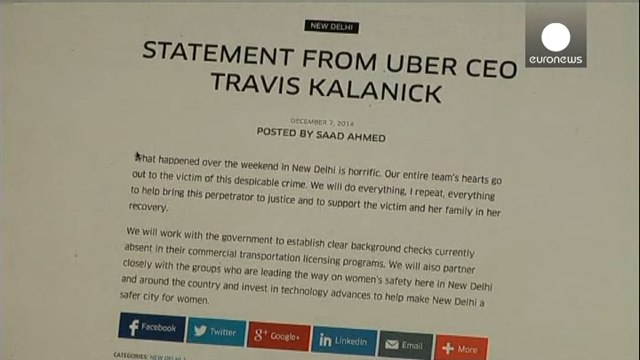 NEW DELHI
euronews
STATEMENT FROM UBER CEO
TRAVIS KALANICK
DECEMBER 7, 2014
POSTED BY SAAD AHMED
What happened over the weekend in New Delhi is horrific. Our entire team's hearts go
out to the victim of this despicable crime. We will do everything, I repeat, everything
to help bring this perpetrator to justice and to support the victim and her family in her
recovery.
We will work with the government to establish clear background checks currently
absent in their commercial transportation licensing programs. We will also partner
closely with the groups who are leading the way on women's safety here in New Delhi
and around the country and invest in technology advances to help make New Delhi a
safer city for women.
f Facebook Twitter g+ Google+ in LinkedIn Email + More
CATEGORIES: NEW DELHI